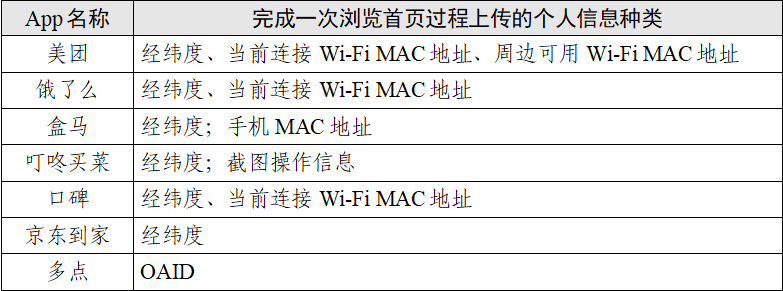 App 名称 完成一次浏览首页过程上传的个人信息种类
美团 经纬度、当前连接 Wi-Fi MAC 地址、周边可用 Wi-Fi MAC 地址
饿了么 经纬度、当前连接 Wi-Fi MAC 地址
盒马 经纬度；手机 MAC 地址
叮咚买菜 经纬度；截图操作信息
口碑 经纬度、当前连接 Wi-Fi MAC 地址
京东到家 经纬度
多点 OAID